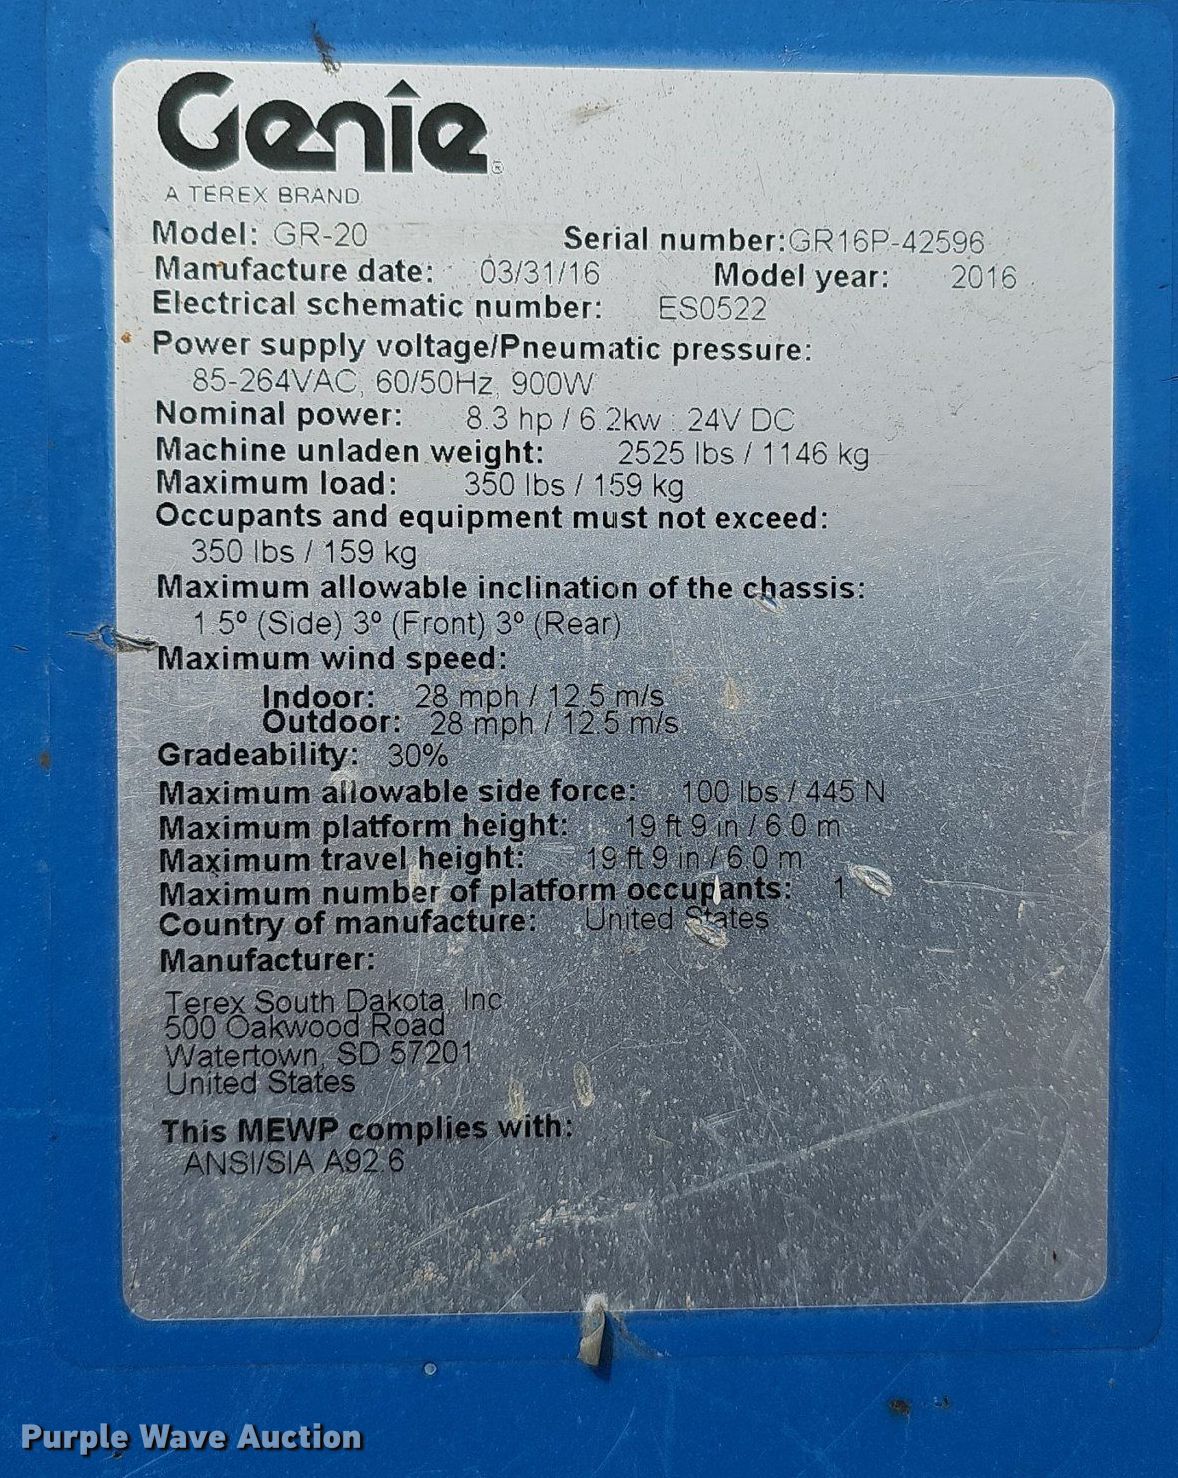 Genie®
A TEREX BRAND
Model: GR-20 Serial number:GR16P-42596
Manufacture date: 03/31/16 Model year: 2016
Electrical schematic number: ES0522
Power supply voltage/Pneumatic pressure:
85-264VAC, 60/50Hz, 900W
Nominal power: 8.3 hp / 6.2kw : 24V DC
Machine unladen weight: 2525 lbs / 1146 kg
Maximum load: 350 lbs / 159 kg
Occupants and equipment must not exceed:
350 lbs / 159 kg
Maximum allowable inclination of the chassis:
1.5º (Side) 3º (Front) 3º (Rear)
Maximum wind speed:
Indoor: 28 mph / 12.5 m/s
Outdoor: 28 mph / 12.5 m/s
Gradeability: 30%
Maximum allowable side force: 100 lbs / 445 N
Maximum platform height: 19 ft 9 in / 6.0 m
Maximum travel height: 19 ft 9 in / 6.0 m
Maximum number of platform occupants: 1
Country of manufacture: United States
Manufacturer:
Terex South Dakota, Inc
500 Oakwood Road
Watertown, SD 57201
United States
This MEWP complies with:
ANSI/SIA A92.6
Purple Wave Auction